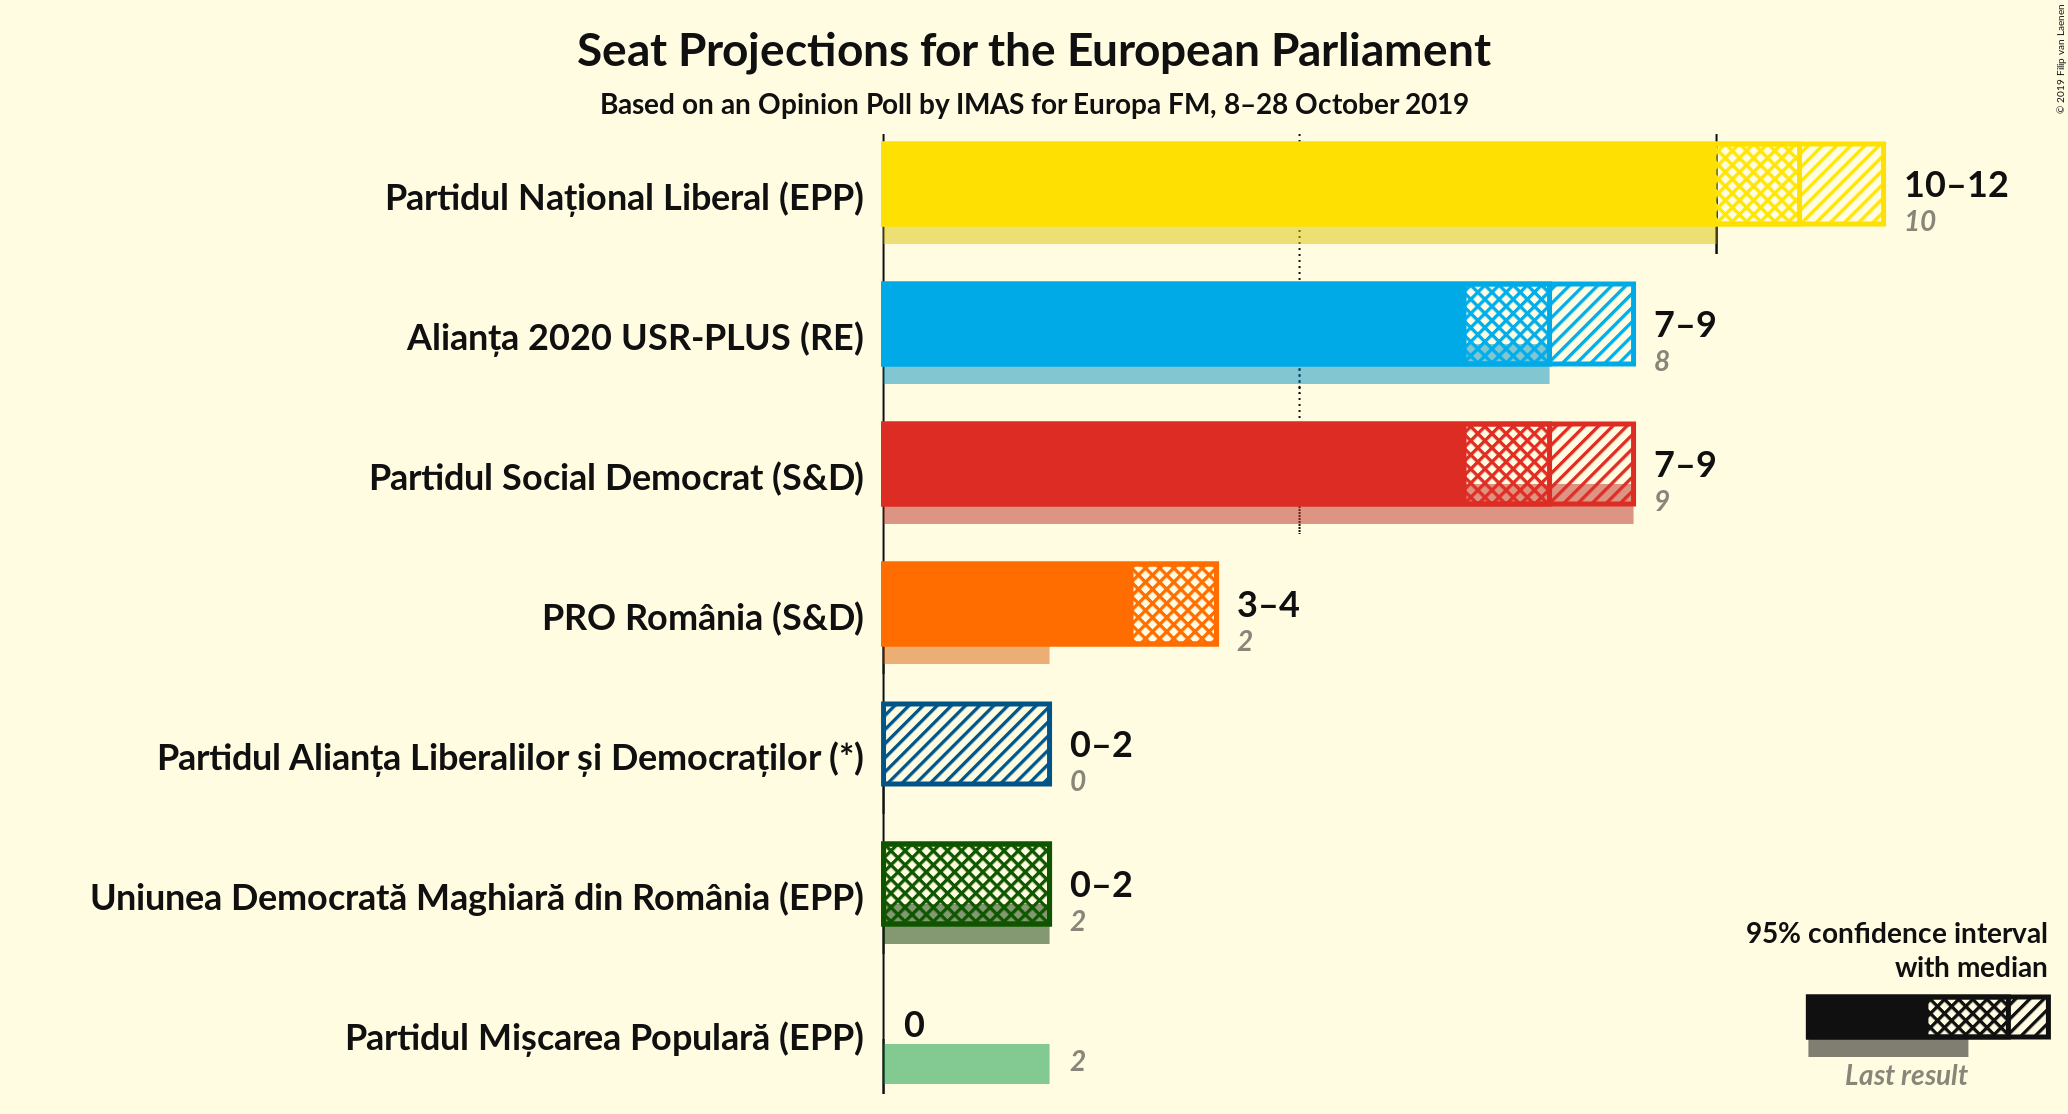 Seat Projections for the European Parliament
Based on an Opinion Poll by IMAS for Europa FM, 8–28 October 2019
© 2019 Filip van Laenen
Partidul Național Liberal (EPP)
10–12
10
Alianța 2020 USR-PLUS (RE)
7–9
8
Partidul Social Democrat (S&D)
7–9
9
PRO România (S&D)
3–4
2
Partidul Alianța Liberalilor și Democraților (*)
0–2
0
Uniunea Democrată Maghiară din România (EPP)
0–2
2
Partidul Mișcarea Populară (EPP)
0
2
95% confidence interval
with median
Last result